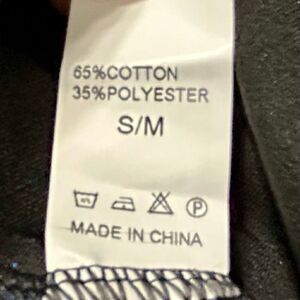 65%COTTON
35%POLYESTER
S/M
P
MADE IN CHINA